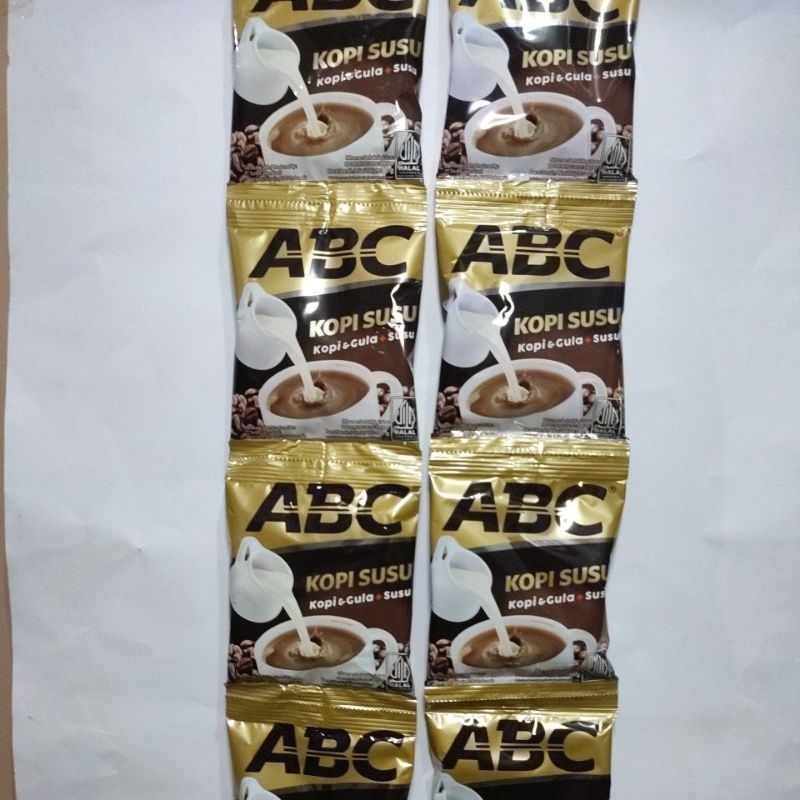 ABC ABC
KOPI SUSU KOPI SUSU
Kopi & Gula + Susu Kopi & Gula + Susu
HALAL HALAL
ABC ABC
KOPI SUSU KOPI SUSU
Kopi & Gula + Susu Kopi & Gula + Susu
HALAL HALAL
ABC ABC®
KOPI SUSU KOPI SUSU
Kopi & Gula + Susu Kopi & Gula + Susu
HALAL
ABC ABC